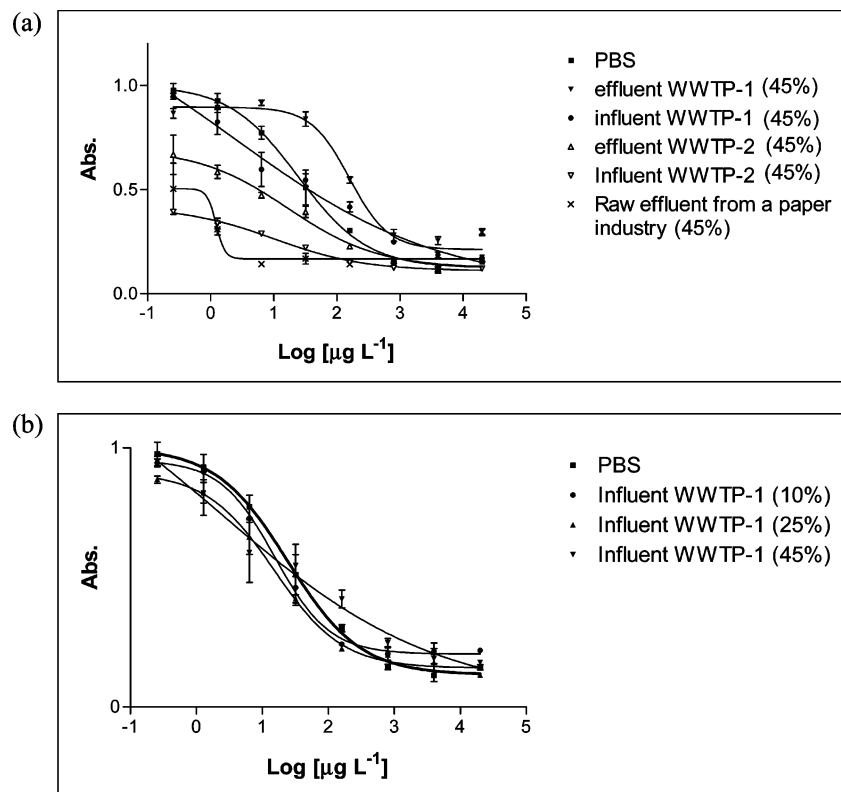 (a)
1.0
0.5
0.0
Abs.
-1 0 1 2 3 4 5
Log [µg L⁻¹]
PBS
effluent WWTP-1 (45%)
influent WWTP-1 (45%)
effluent WWTP-2 (45%)
Influent WWTP-2 (45%)
Raw effluent from a paper
industry (45%)
(b)
1
0
Abs.
-1 0 1 2 3 4 5
Log [µg L⁻¹]
PBS
Influent WWTP-1 (10%)
Influent WWTP-1 (25%)
Influent WWTP-1 (45%)